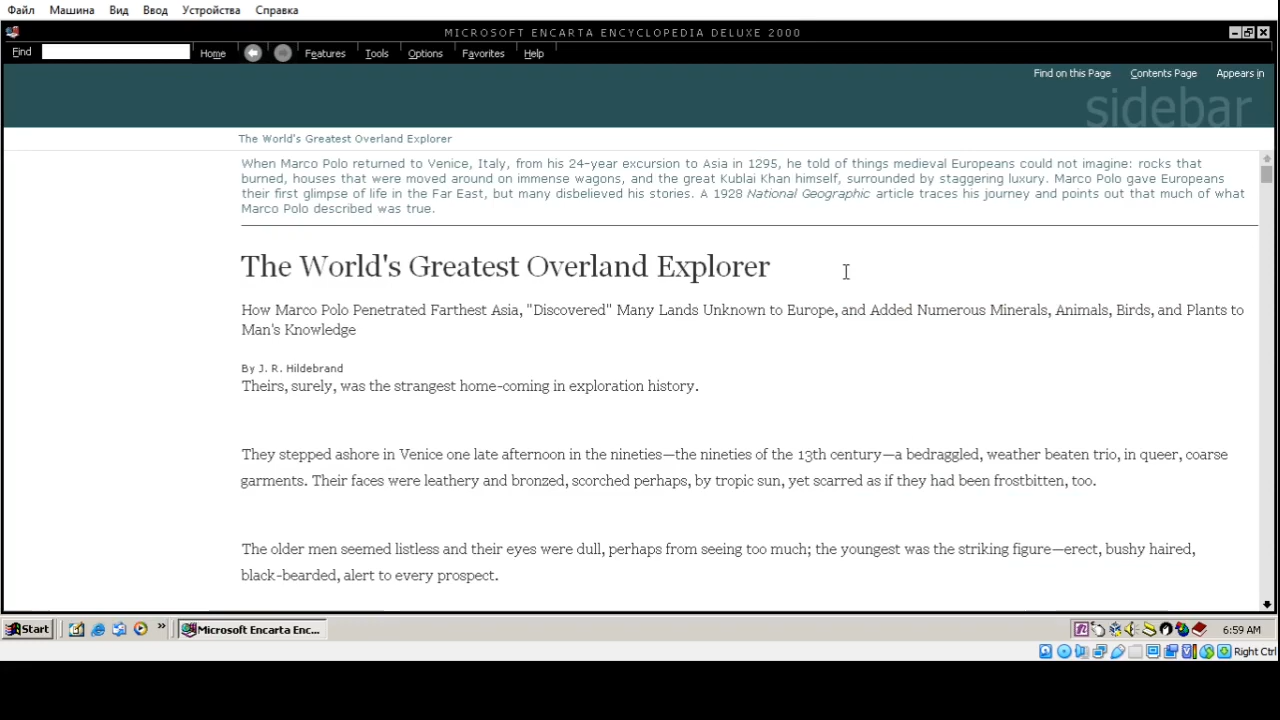 Файл Машина Вид Ввод Устройства Справка
MICROSOFT ENCARTA ENCYCLOPEDIA DELUXE 2000
Find Home Features Tools Options Favorites Help
Find on this Page Contents Page Appears in
sidebar
The World's Greatest Overland Explorer
When Marco Polo returned to Venice, Italy, from his 24-year excursion to Asia in 1295, he told of things medieval Europeans could not imagine: rocks that
burned, houses that were moved around on immense wagons, and the great Kublai Khan himself, surrounded by staggering luxury. Marco Polo gave Europeans
their first glimpse of life in the Far East, but many disbelieved his stories. A 1928 National Geographic article traces his journey and points out that much of what
Marco Polo described was true.
The World's Greatest Overland Explorer
How Marco Polo Penetrated Farthest Asia, "Discovered" Many Lands Unknown to Europe, and Added Numerous Minerals, Animals, Birds, and Plants to
Man's Knowledge
By J. R. Hildebrand
Theirs, surely, was the strangest home-coming in exploration history.
They stepped ashore in Venice one late afternoon in the nineties—the nineties of the 13th century—a bedraggled, weather beaten trio, in queer, coarse
garments. Their faces were leathery and bronzed, scorched perhaps, by tropic sun, yet scarred as if they had been frostbitten, too.
The older men seemed listless and their eyes were dull, perhaps from seeing too much; the youngest was the striking figure—erect, bushy haired,
black-bearded, alert to every prospect.
Start » Microsoft Encarta Enc... 6:59 AM
Right Ctrl